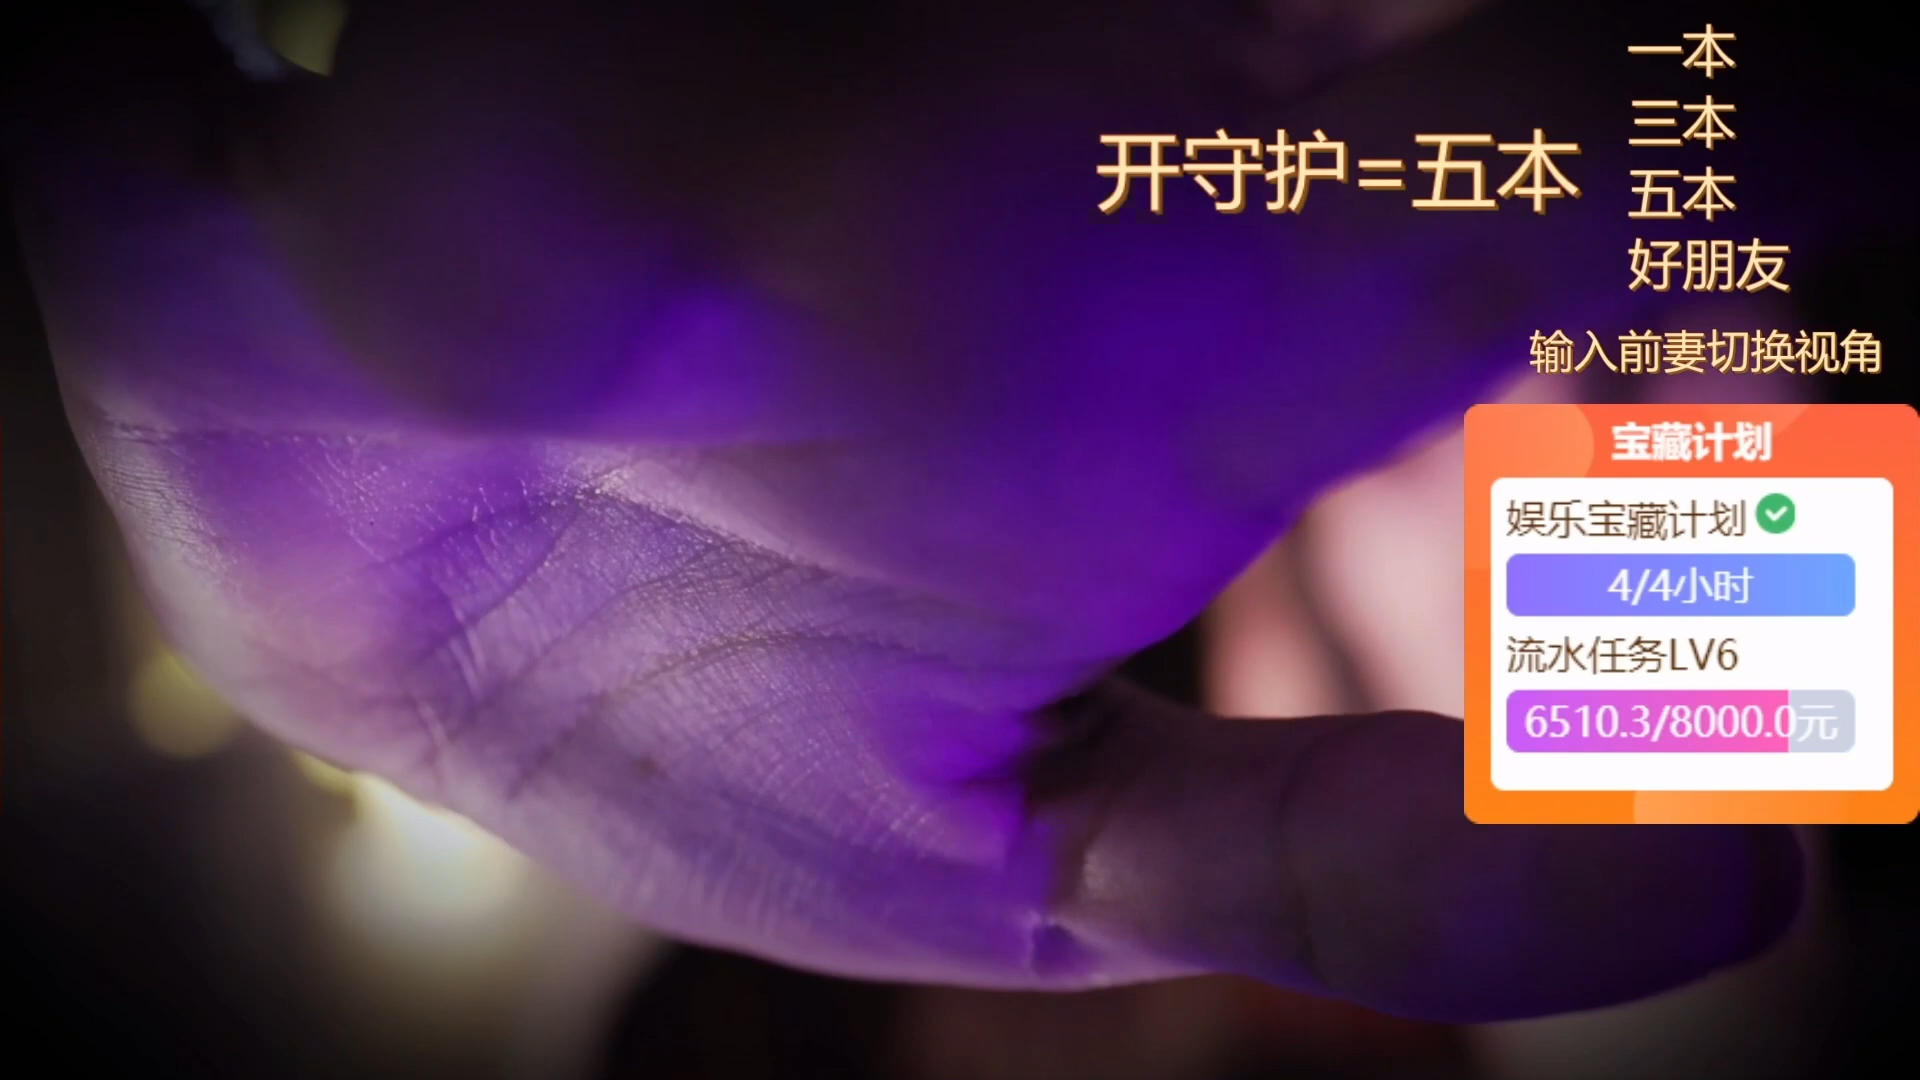 一本
三本
开守护=五本
五本
好朋友
输入前妻切换视角
宝藏计划
娱乐宝藏计划
4/4小时
流水任务LV6
6510.3/8000.0元